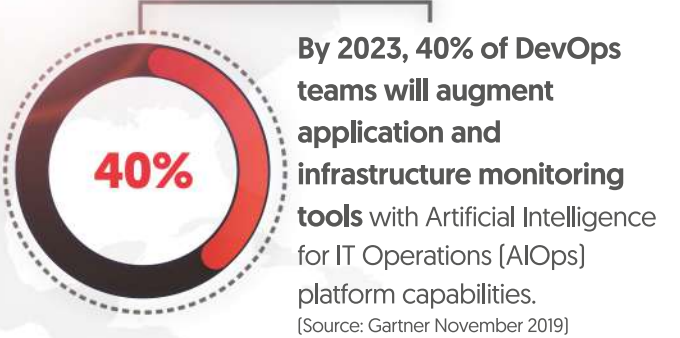 40%
By 2023, 40% of DevOps
teams will augment
application and
infrastructure monitoring
tools with Artificial Intelligence
for IT Operations (AIOps)
platform capabilities.
(Source: Gartner November 2019)